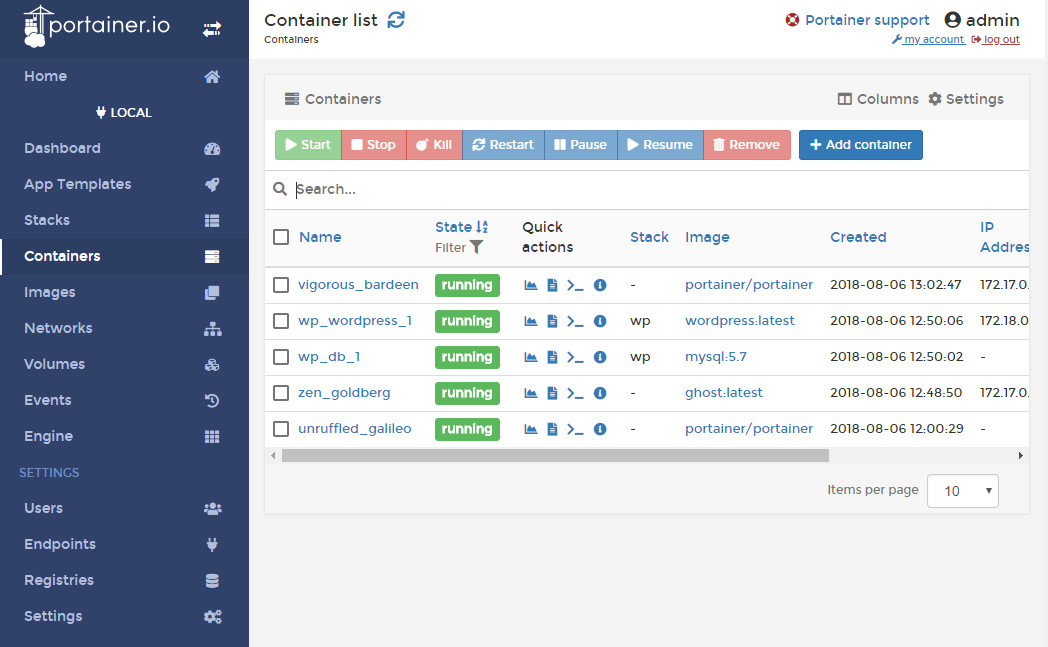 portainer.io
Home
LOCAL
Dashboard
App Templates
Stacks
Containers
Images
Networks
Volumes
Events
Engine
SETTINGS
Users
Endpoints
Registries
Settings
Container list
Containers
Portainer support admin
my account log out
Containers Columns Settings
Start Stop Kill Restart Pause Resume Remove Add container
Search...
Name State Filter Quick actions Stack Image Created IP Addres
vigorous_bardeen running - portainer/portainer 2018-08-06 13:02:47 172.17.0.
wp_wordpress_1 running wp wordpress:latest 2018-08-06 12:50:06 172.18.0
wp_db_1 running wp mysql:5.7 2018-08-06 12:50:02 -
zen_goldberg running - ghost:latest 2018-08-06 12:48:50 172.17.0.
unruffled_galileo running - portainer/portainer 2018-08-06 12:00:29 -
Items per page 10